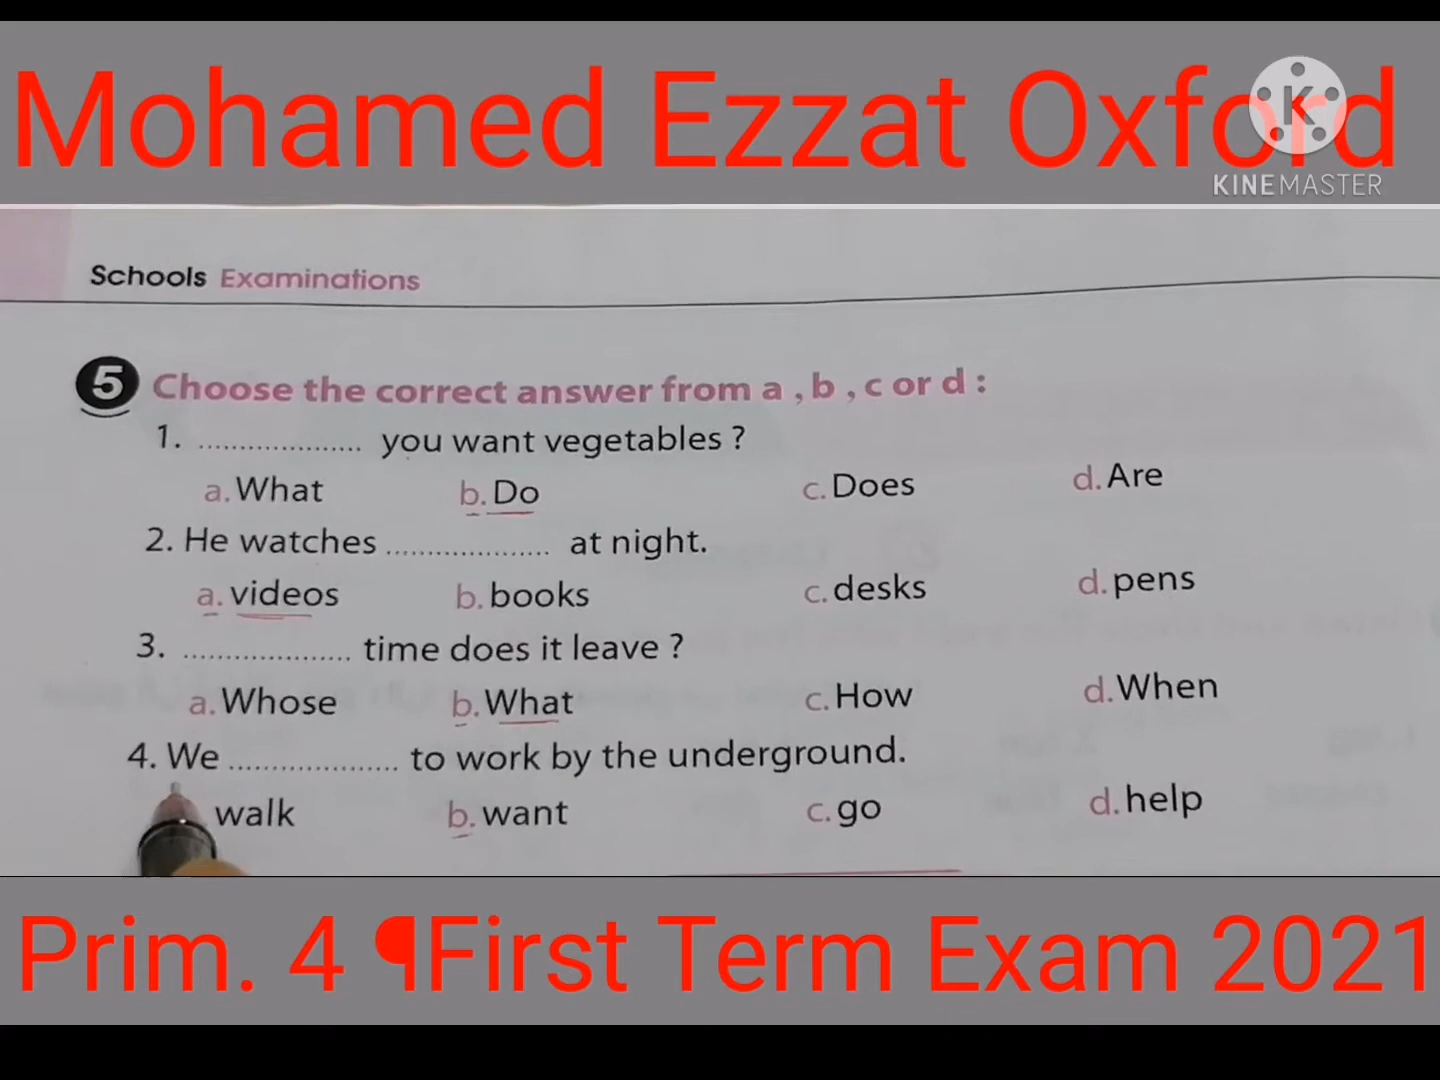 Mohamed Ezzat Oxford
K
KINEMASTER
Schools Examinations
5 Choose the correct answer from a , b , c or d :
1. .................... you want vegetables ?
a. What b. Do c. Does d. Are
2. He watches .................... at night.
a. videos b. books c. desks d. pens
3. .................... time does it leave ?
a. Whose b. What c. How d. When
4. We .................... to work by the underground.
walk b. want c. go d. help
Prim. 4 ¶First Term Exam 2021